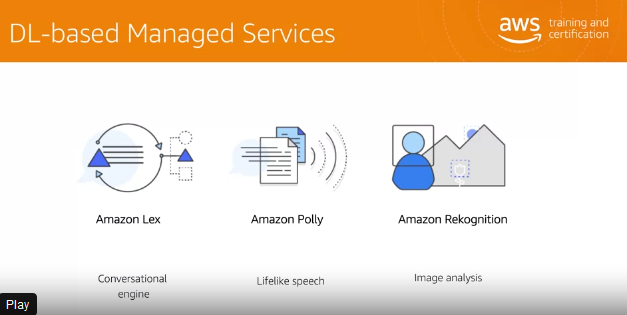 DL-based Managed Services
aws
training and
certification
Amazon Lex
Amazon Polly
Amazon Rekognition
Conversational
engine
Lifelike speech
Image analysis
Play